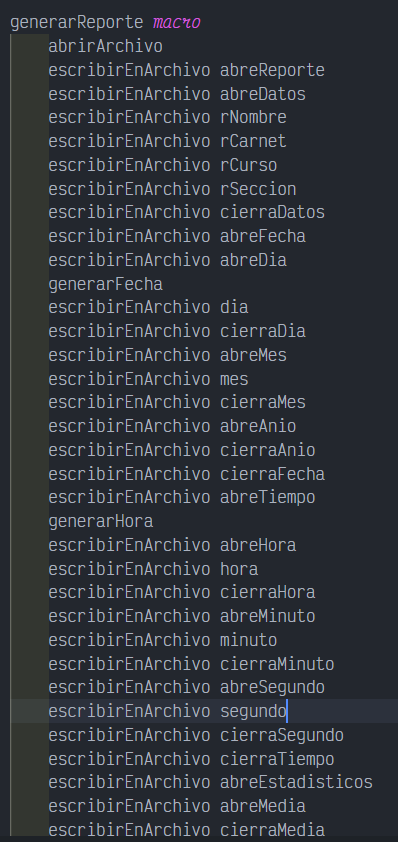 generarReporte macro
abrirArchivo
escribirEnArchivo abreReporte
escribirEnArchivo abreDatos
escribirEnArchivo rNombre
escribirEnArchivo rCarnet
escribirEnArchivo rCurso
escribirEnArchivo rSeccion
escribirEnArchivo cierraDatos
escribirEnArchivo abreFecha
escribirEnArchivo abreDia
generarFecha
escribirEnArchivo dia
escribirEnArchivo cierraDia
escribirEnArchivo abreMes
escribirEnArchivo mes
escribirEnArchivo cierraMes
escribirEnArchivo abreAnio
escribirEnArchivo cierraAnio
escribirEnArchivo cierraFecha
escribirEnArchivo abreTiempo
generarHora
escribirEnArchivo abreHora
escribirEnArchivo hora
escribirEnArchivo cierraHora
escribirEnArchivo abreMinuto
escribirEnArchivo minuto
escribirEnArchivo cierraMinuto
escribirEnArchivo abreSegundo
escribirEnArchivo segundo
escribirEnArchivo cierraSegundo
escribirEnArchivo cierraTiempo
escribirEnArchivo abreEstadisticos
escribirEnArchivo abreMedia
escribirEnArchivo cierraMedia